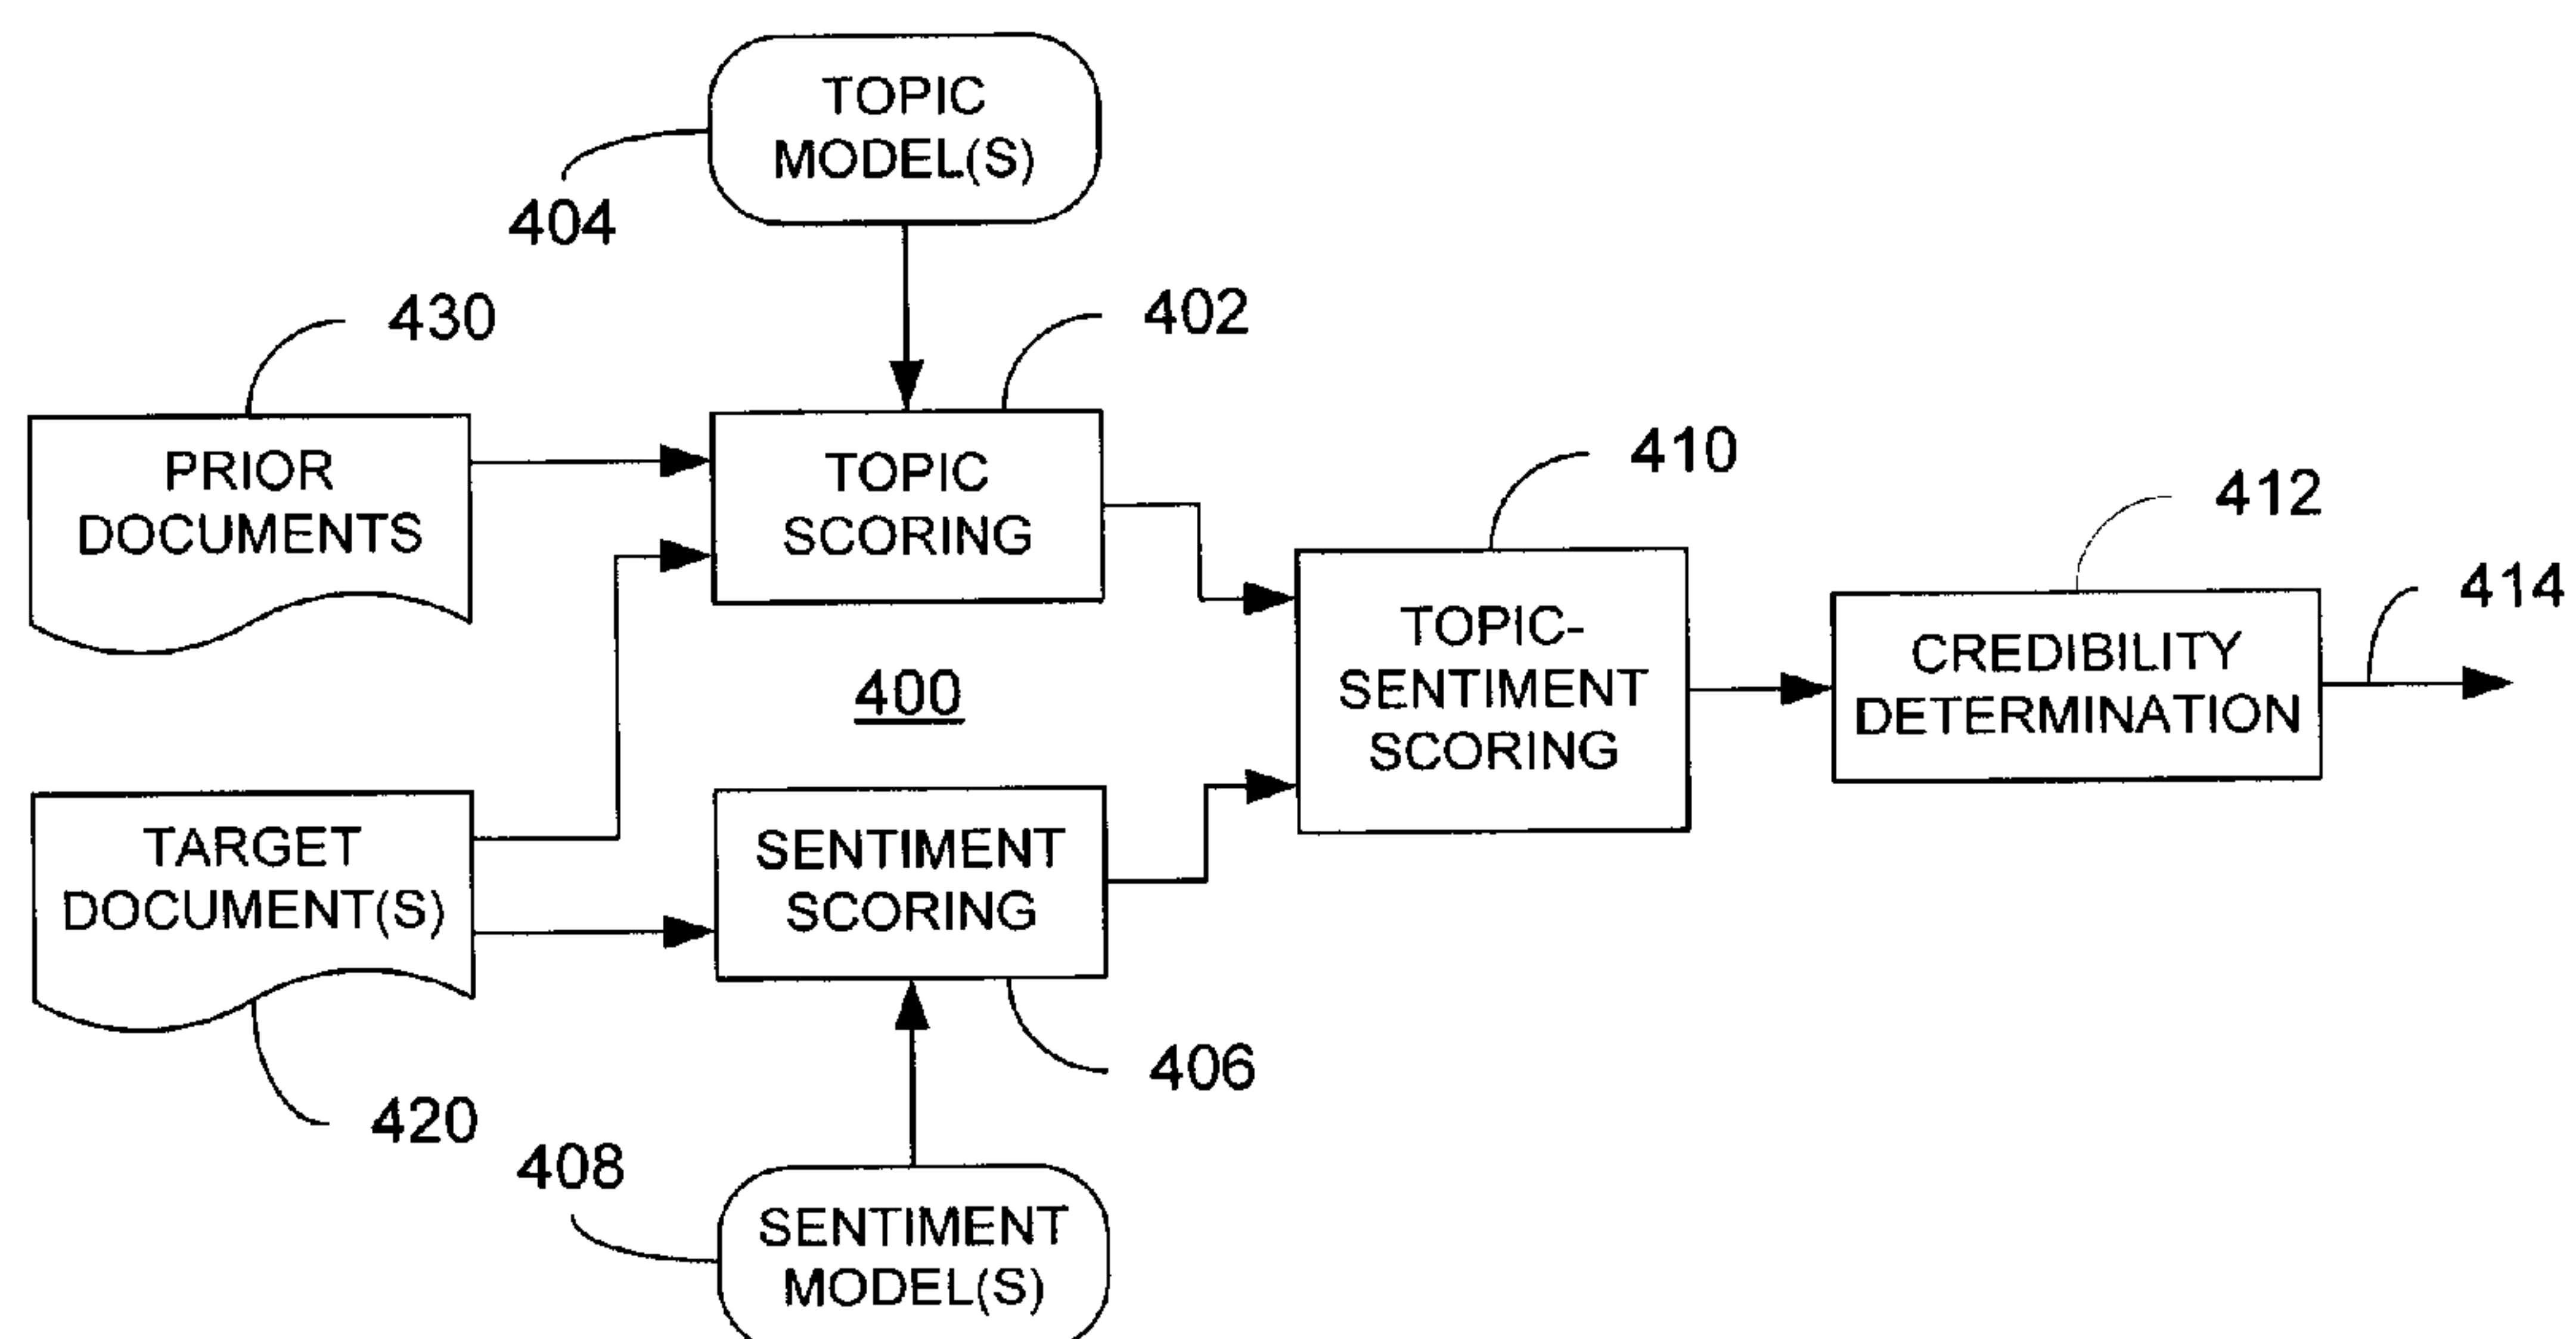 TOPIC
MODEL(S)
404
430
402
PRIOR
DOCUMENTS
TOPIC
SCORING
410
412
414
400
TOPIC-
SENTIMENT
SCORING
CREDIBILITY
DETERMINATION
TARGET
DOCUMENT(S)
SENTIMENT
SCORING
406
420
408
SENTIMENT
MODEL(S)